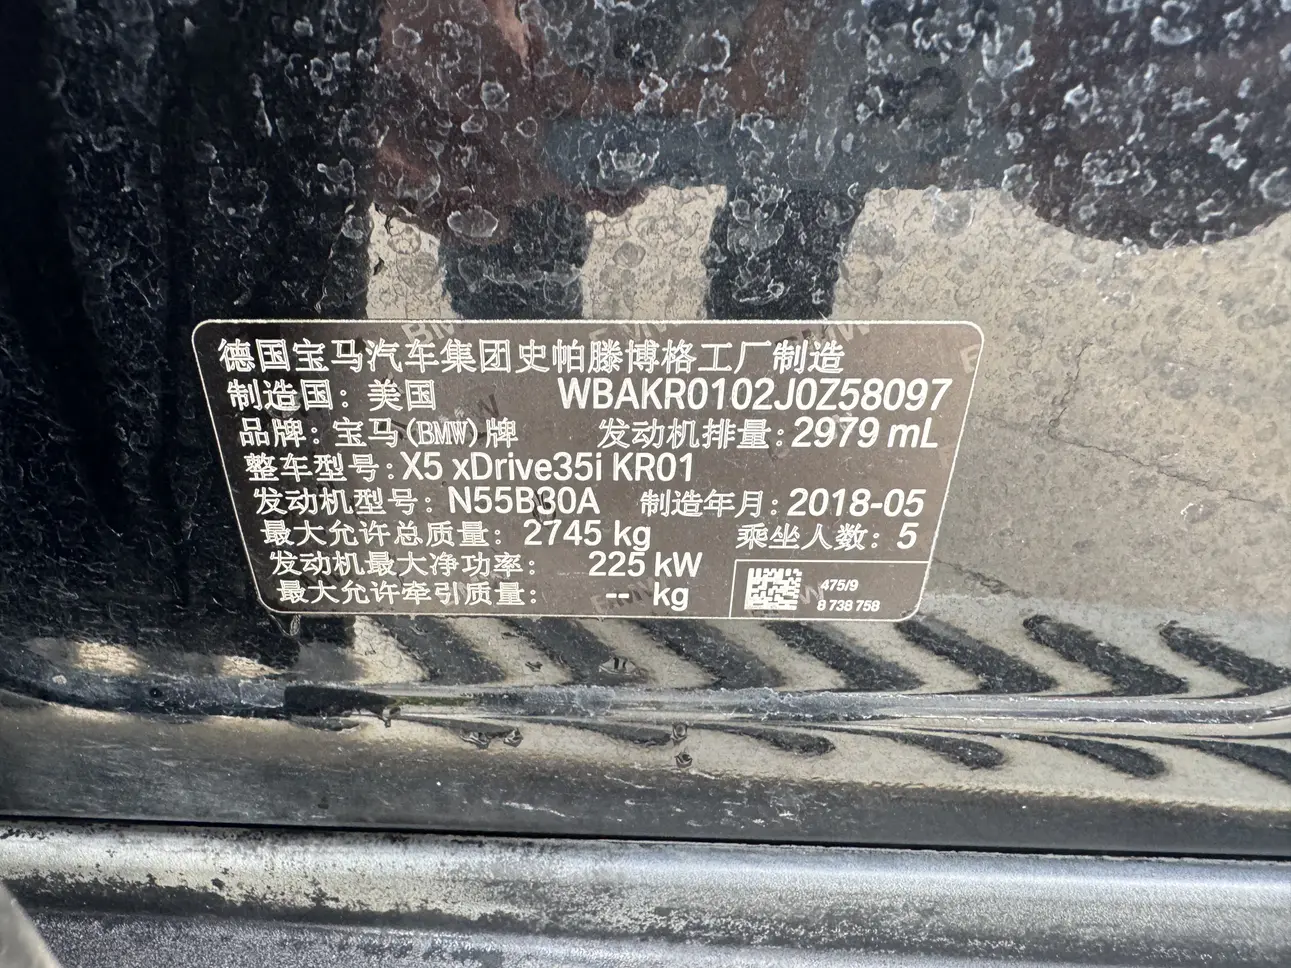 德国宝马汽车集团史帕滕博格工厂制造
制造国：美国 WBAKR0102J0Z58097
品牌：宝马(BMW)牌 发动机排量：2979 mL
整车型号：X5 xDrive35i KR01
发动机型号：N55B30A 制造年月：2018-05
最大允许总质量：2745 kg 乘坐人数：5
发动机最大净功率：225 kW
最大允许牵引质量：-- kg
475/9
8 738 758